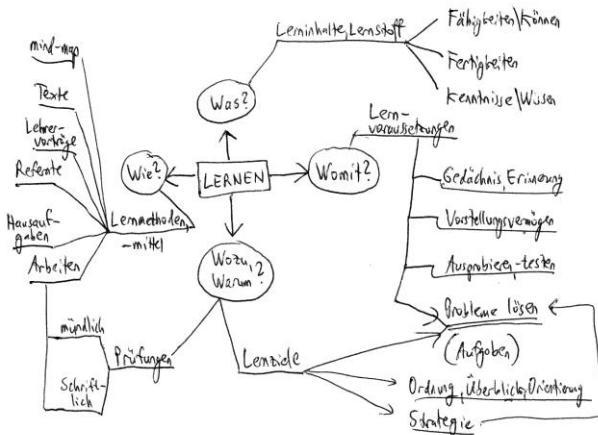 Lerninhalte, Lernstoff
Fähigkeiten\Können
Fertigkeiten
Kenntnisse\Wissen
Was?
mind-map
Texte
Lehrer-
vorträge
Referate
Hausauf-
gaben
Arbeiten
Wie?
LERNEN
Womit?
Lern-
voraussetzungen
Gedächnis, Erinnerung
Vorstellungsvermögen
Ausprobieren, -testen
Probleme lösen
(Aufgaben)
Lernmethoden,
-mittel
Wozu,
Warum?
mündlich
Schrift-
lich
Prüfungen
Lernziele
Ordnung, Überblick, Orientierung
Strategie